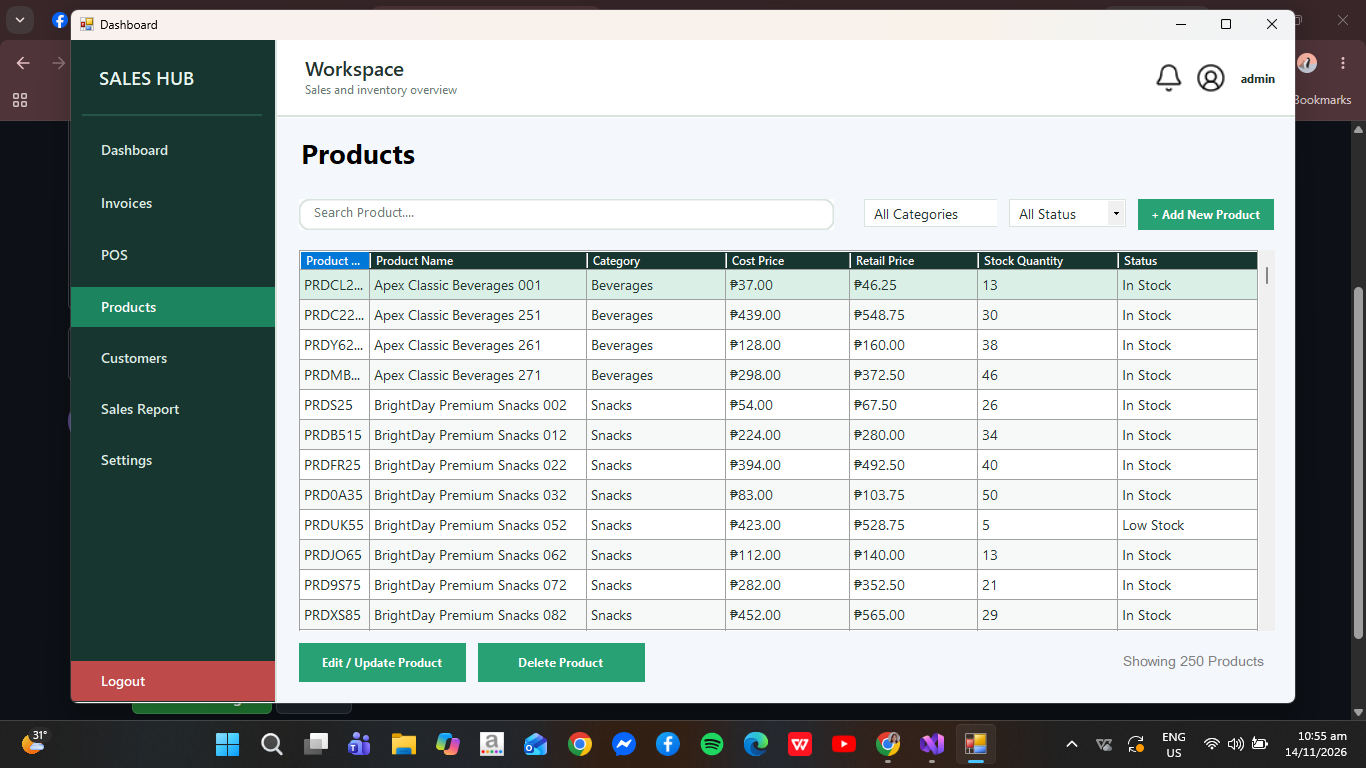 Dashboard
SALES HUB
Workspace
Sales and inventory overview
admin
Bookmarks
Dashboard
Invoices
POS
Products
Customers
Sales Report
Settings
Logout
Products
Search Product....
All Categories
All Status
+ Add New Product
Product ... Product Name Category Cost Price Retail Price Stock Quantity Status
PRDCL2... Apex Classic Beverages 001 Beverages ₱37.00 ₱46.25 13 In Stock
PRDC22... Apex Classic Beverages 251 Beverages ₱439.00 ₱548.75 30 In Stock
PRDY62... Apex Classic Beverages 261 Beverages ₱128.00 ₱160.00 38 In Stock
PRDMB... Apex Classic Beverages 271 Beverages ₱298.00 ₱372.50 46 In Stock
PRDS25 BrightDay Premium Snacks 002 Snacks ₱54.00 ₱67.50 26 In Stock
PRDB515 BrightDay Premium Snacks 012 Snacks ₱224.00 ₱280.00 34 In Stock
PRDFR25 BrightDay Premium Snacks 022 Snacks ₱394.00 ₱492.50 40 In Stock
PRD0A35 BrightDay Premium Snacks 032 Snacks ₱83.00 ₱103.75 50 In Stock
PRDUK55 BrightDay Premium Snacks 052 Snacks ₱423.00 ₱528.75 5 Low Stock
PRDJO65 BrightDay Premium Snacks 062 Snacks ₱112.00 ₱140.00 13 In Stock
PRD9S75 BrightDay Premium Snacks 072 Snacks ₱282.00 ₱352.50 21 In Stock
PRDXS85 BrightDay Premium Snacks 082 Snacks ₱452.00 ₱565.00 29 In Stock
Edit / Update Product
Delete Product
Showing 250 Products
31°
ENG
US
10:55 am
14/11/2026